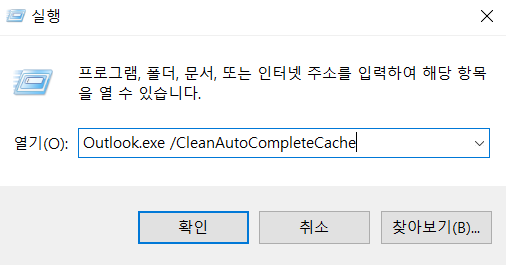 실행
프로그램, 폴더, 문서, 또는 인터넷 주소를 입력하여 해당 항목
을 열 수 있습니다.
열기(O): Outlook.exe /CleanAutoCompleteCache
확인 취소 찾아보기(B)...